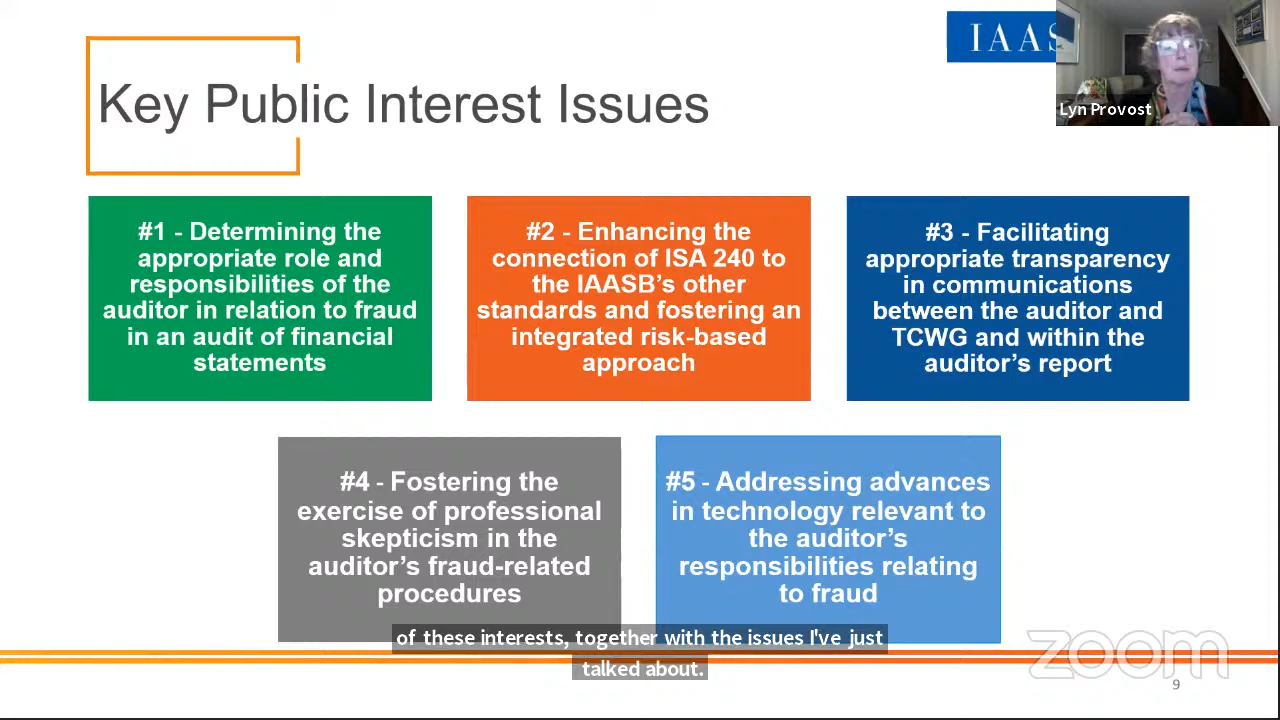 IAAS
Lyn Provost
Key Public Interest Issues
#1 - Determining the
appropriate role and
responsibilities of the
auditor in relation to fraud
in an audit of financial
statements
#2 - Enhancing the
connection of ISA 240 to
the IAASB's other
standards and fostering an
integrated risk-based
approach
#3 - Facilitating
appropriate transparency
in communications
between the auditor and
TCWG and within the
auditor's report
#4 - Fostering the
exercise of professional
skepticism in the
auditor's fraud-related
procedures
#5 - Addressing advances
in technology relevant to
the auditor's
responsibilities relating
to fraud
of these interests, together with the issues I've just
talked about.
zoom
9